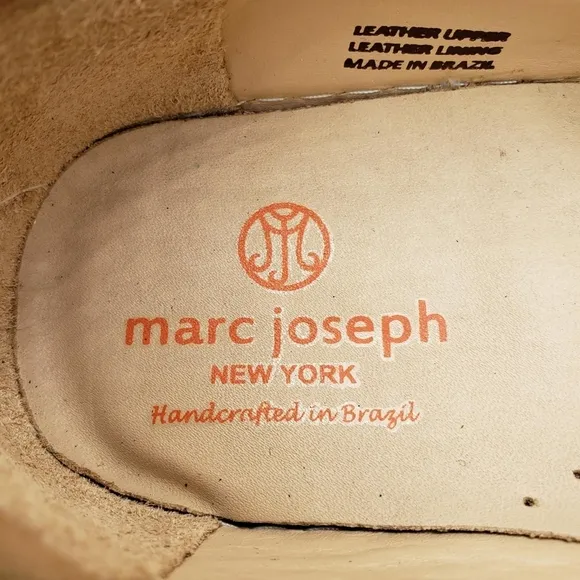 LEATHER UPPER
LEATHER LINING
MADE IN BRAZIL
marc joseph
NEW YORK
Handcrafted in Brazil